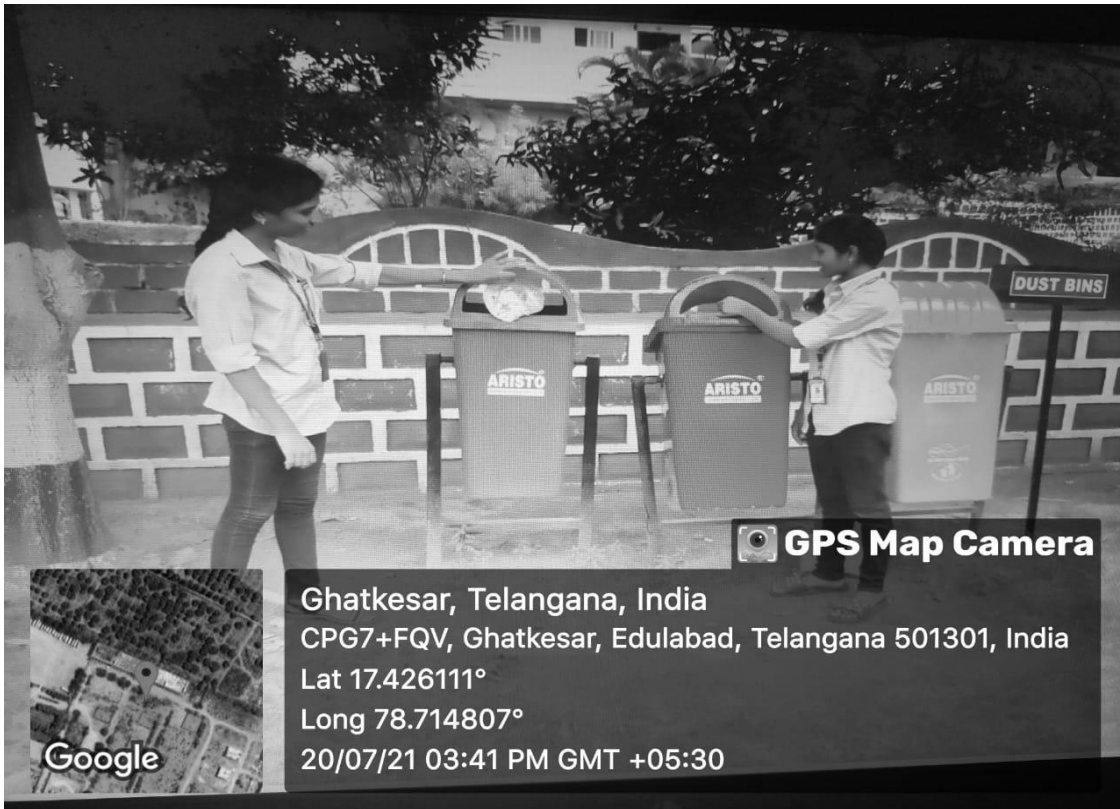 DUST BINS
ARISTO
ARISTO
ARISTO
GPS Map Camera
Ghatkesar, Telangana, India
CPG7+FQV, Ghatkesar, Edulabad, Telangana 501301, India
Lat 17.426111°
Long 78.714807°
20/07/21 03:41 PM GMT +05:30
Google